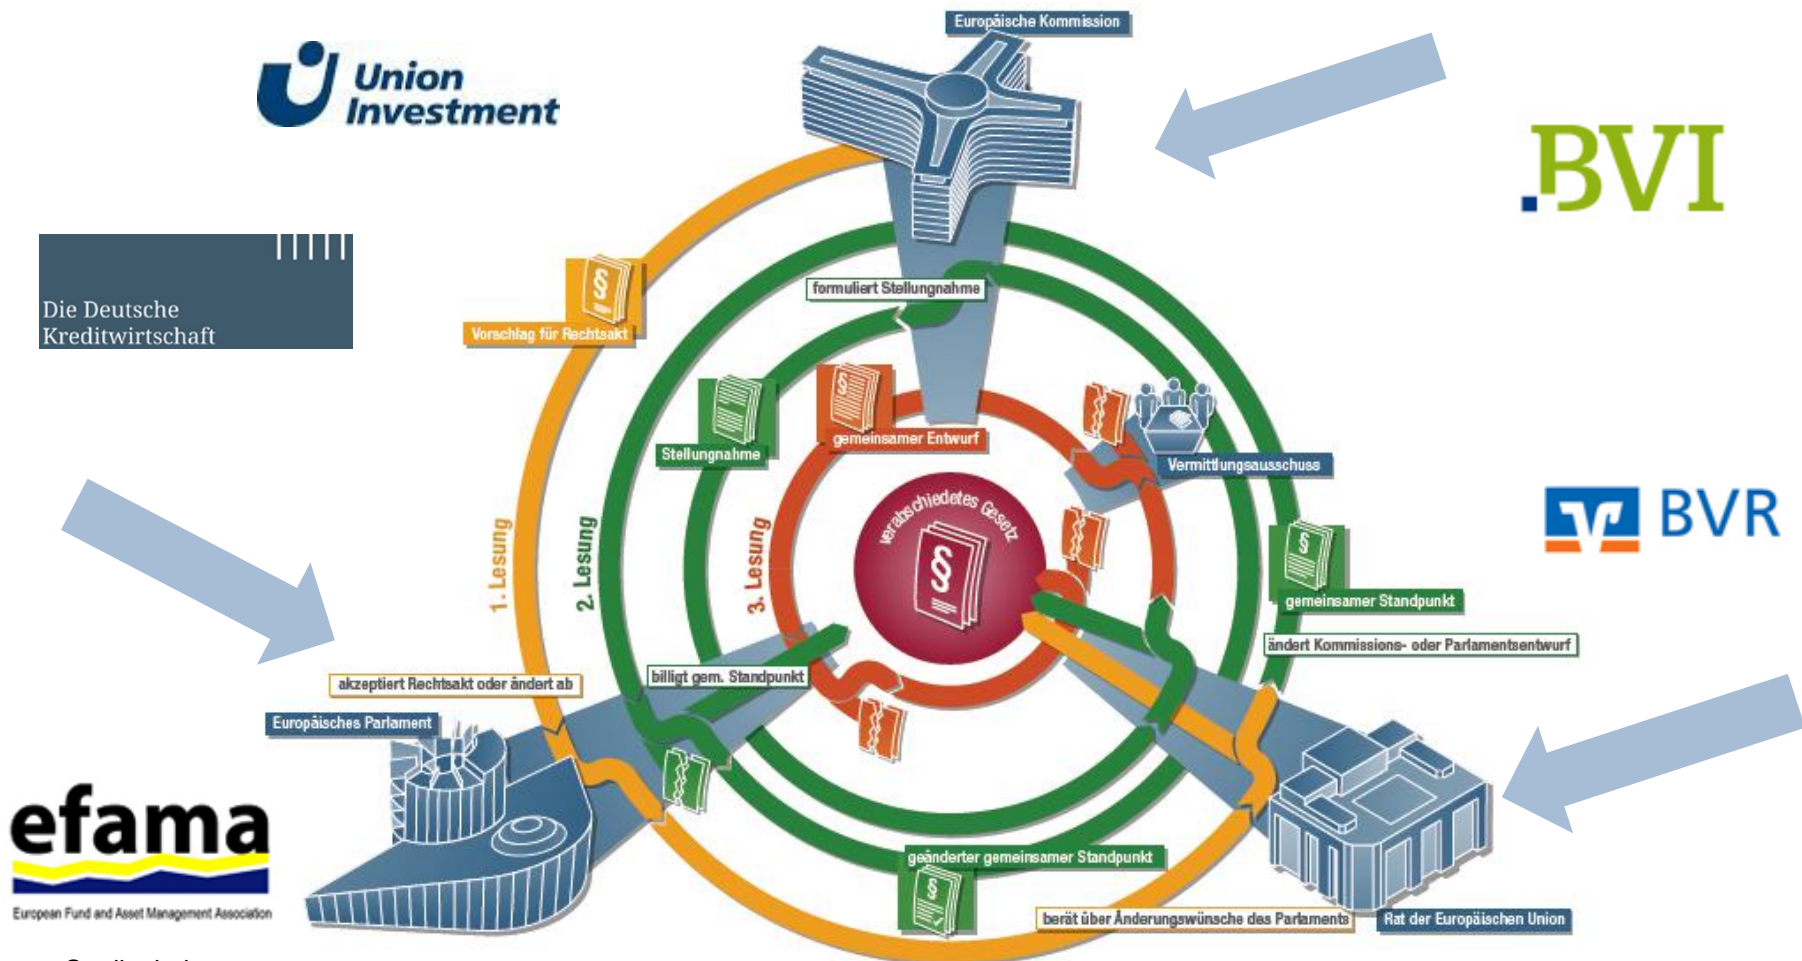 Europäische Kommission
Union
Investment
.BVI
Die Deutsche
Kreditwirtschaft
formuliert Stellungnahme
Vorschlag für Rechtsakt
gemeinsamer Entwurf
Stellungnahme
Vermittlungsausschuss
verabschiedetes Gesetz
§
1. Lesung
2. Lesung
3. Lesung
BVR
gemeinsamer Standpunkt
ändert Kommissions- oder Parlamentsentwurf
billigt gem. Standpunkt
akzeptiert Rechtsakt oder ändert ab
Europäisches Parlament
efama
European Fund and Asset Management Association
geänderter gemeinsamer Standpunkt
berät über Änderungswünsche des Parlaments
Rat der Europäischen Union